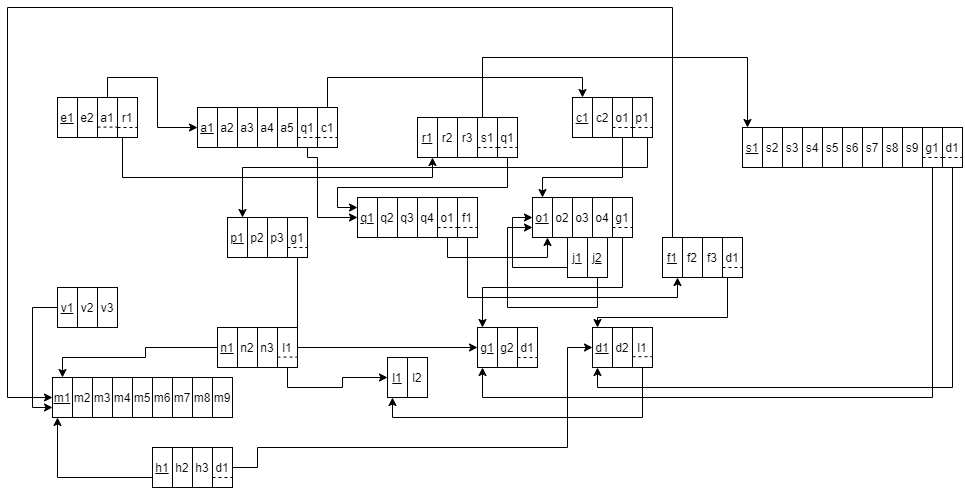 e1 e2 a1 r1
a1 a2 a3 a4 a5 q1 c1
c1 c2 o1 p1
r1 r2 r3 s1 q1
s1 s2 s3 s4 s5 s6 s7 s8 s9 g1 d1
q1 q2 q3 q4 o1 f1
o1 o2 o3 o4 g1
p1 p2 p3 g1
j1 j2
f1 f2 f3 d1
v1 v2 v3
n1 n2 n3 l1
g1 g2 d1
d1 d2 l1
l1 l2
m1 m2 m3 m4 m5 m6 m7 m8 m9
h1 h2 h3 d1